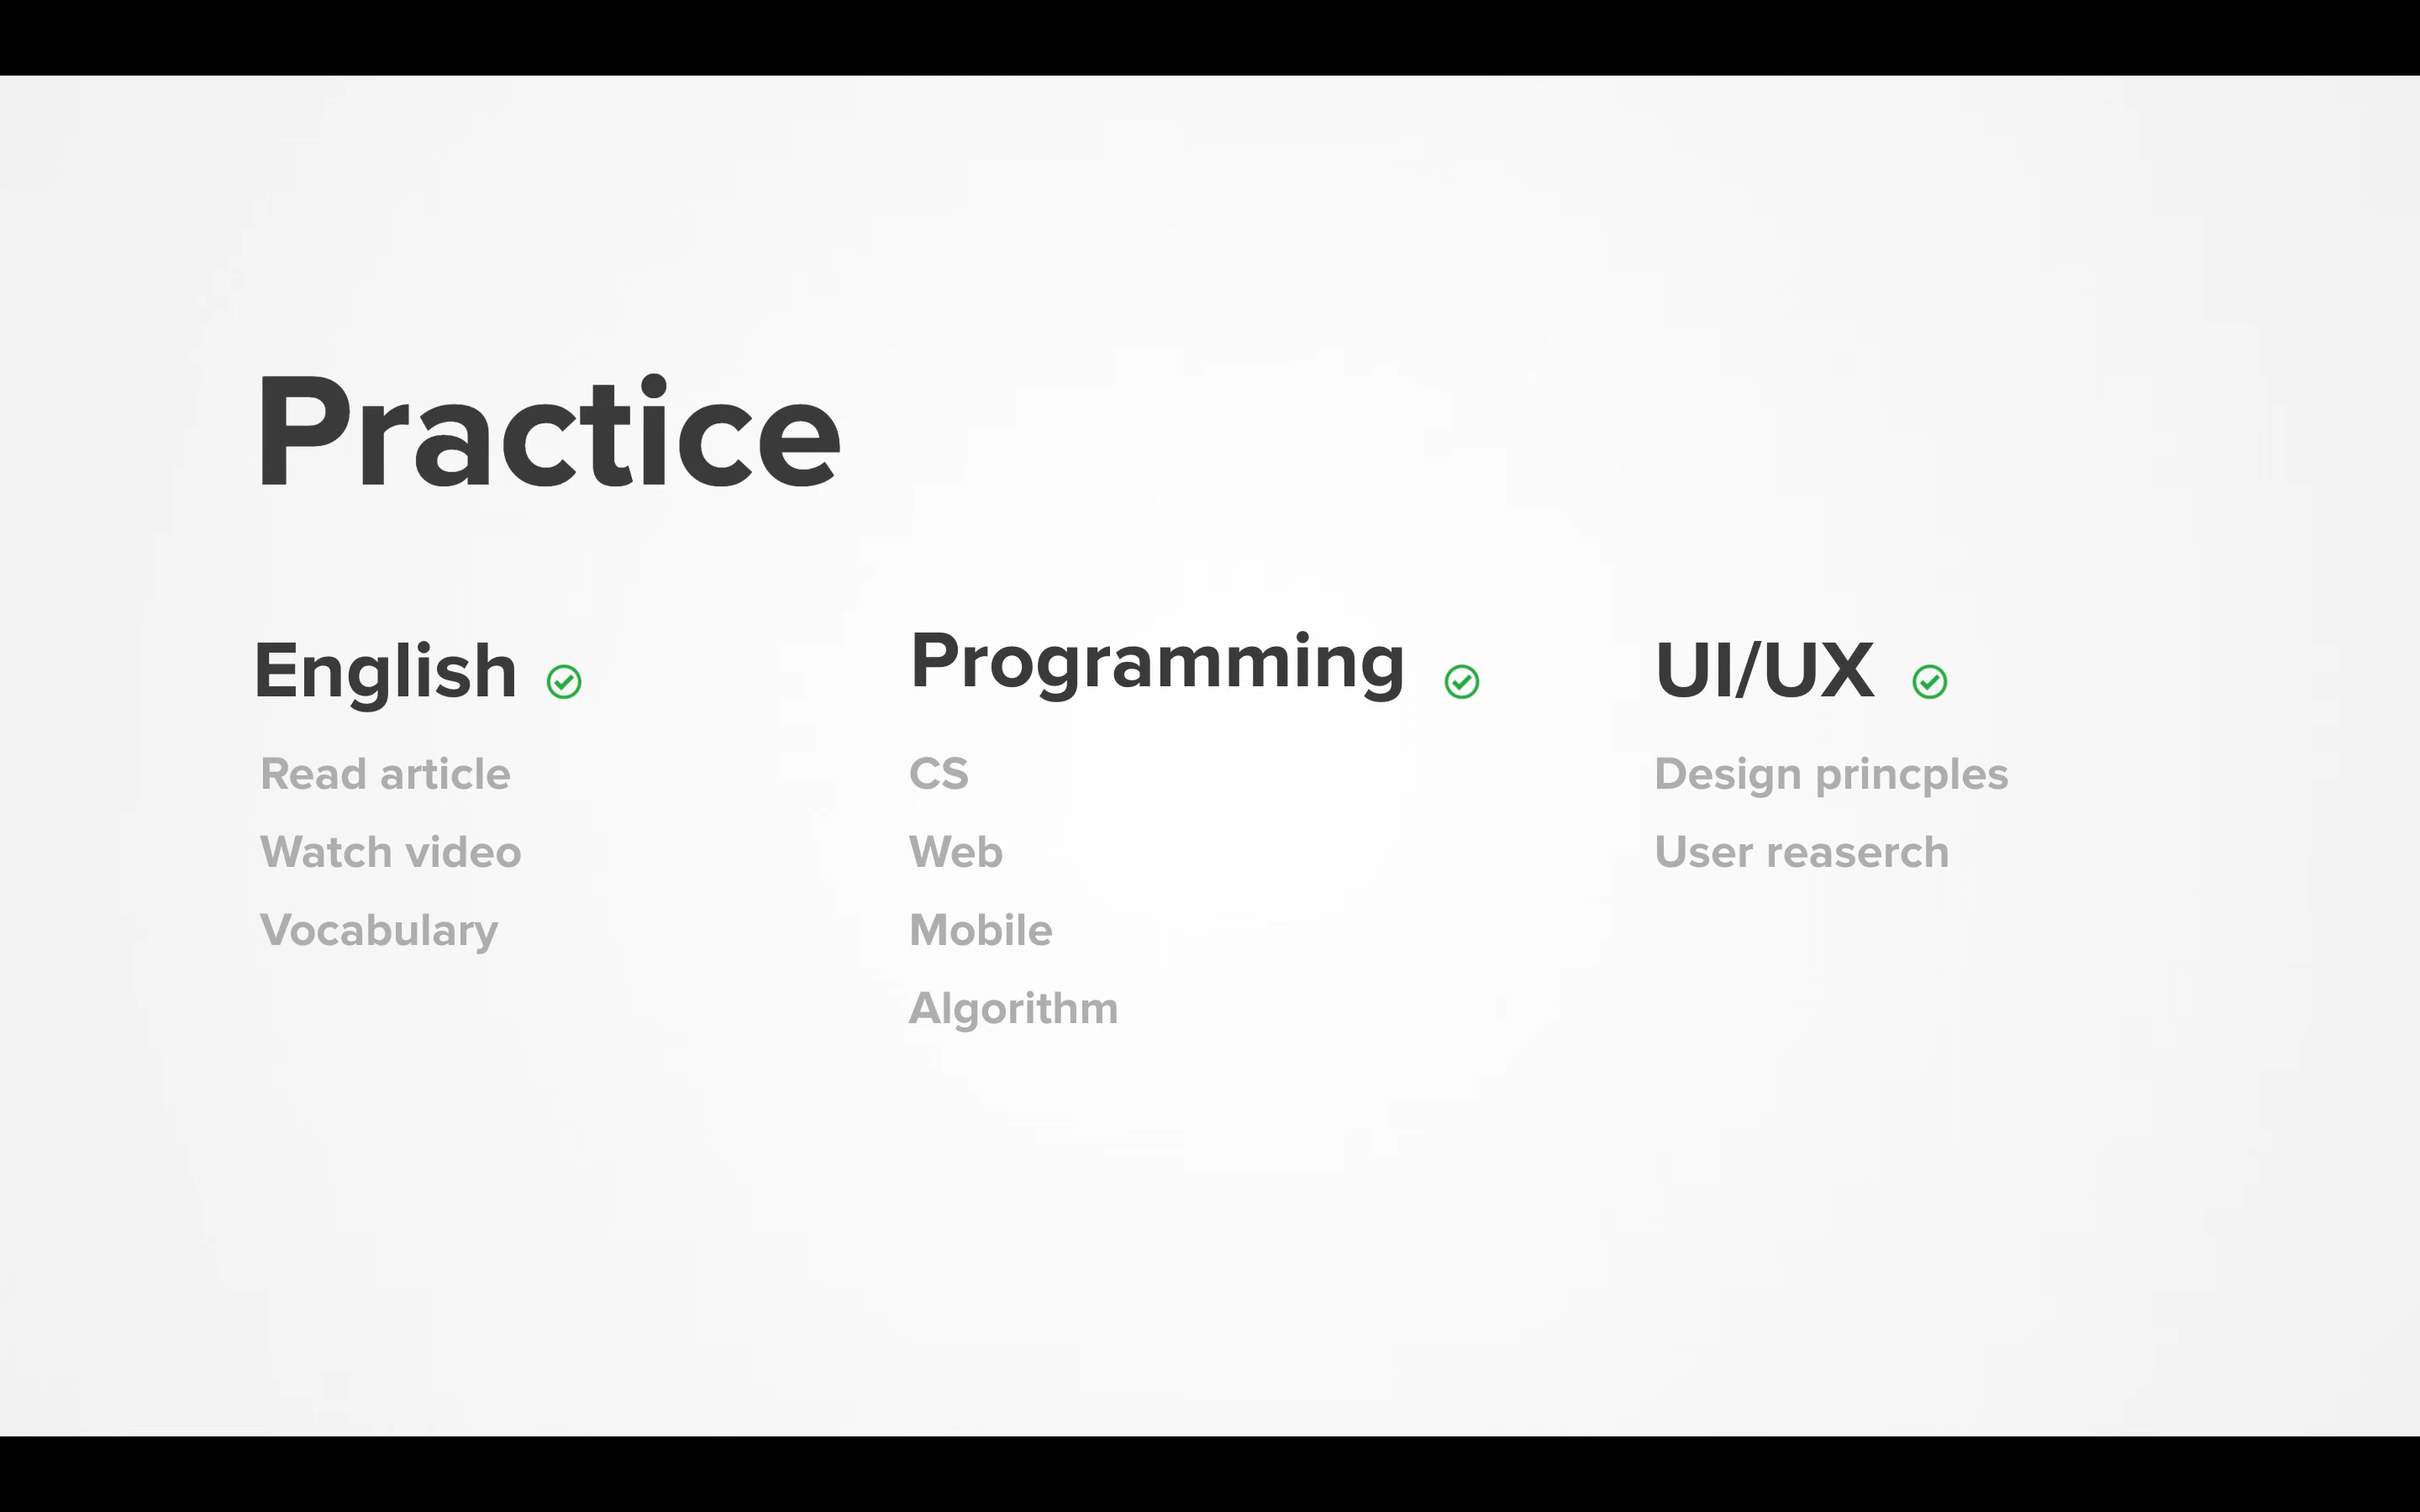 Practice
English
Read article
Watch video
Vocabulary
Programming
CS
Web
Mobile
Algorithm
UI/UX
Design princples
User reaserch